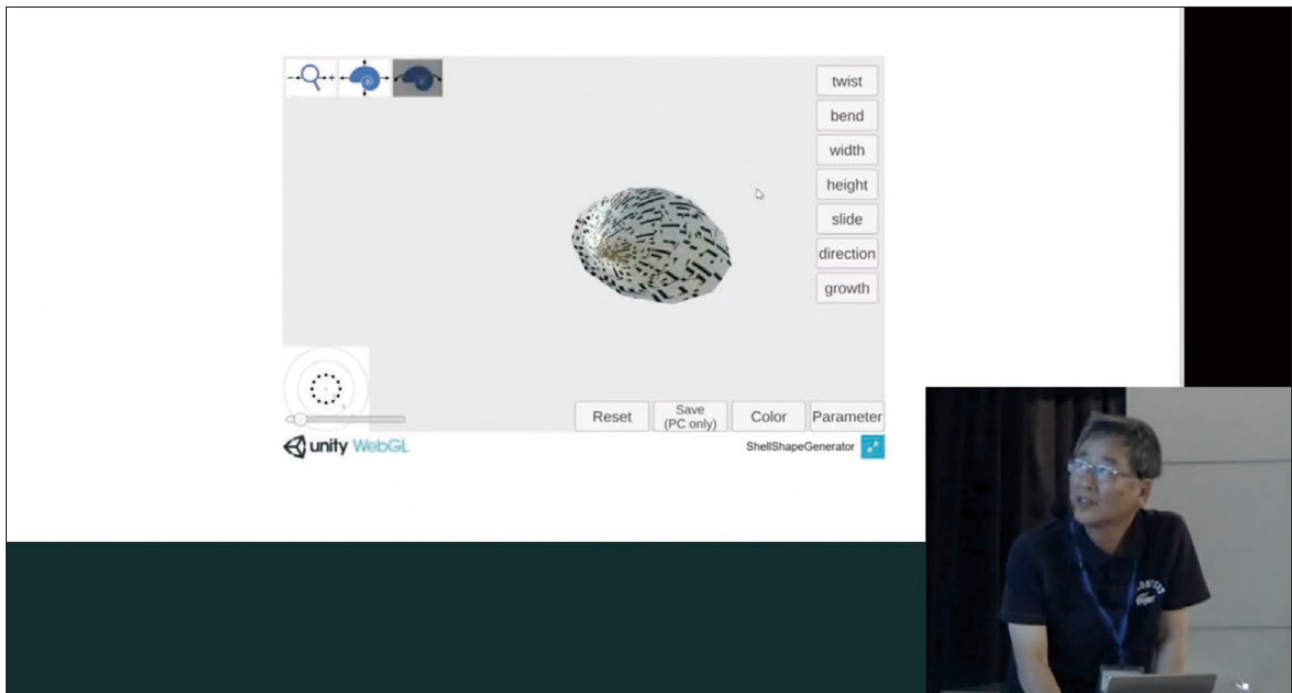 twist
bend
width
height
slide
direction
growth
Reset
Save
(PC only)
Color
Parameter
unity WebGL
ShellShapeGenerator